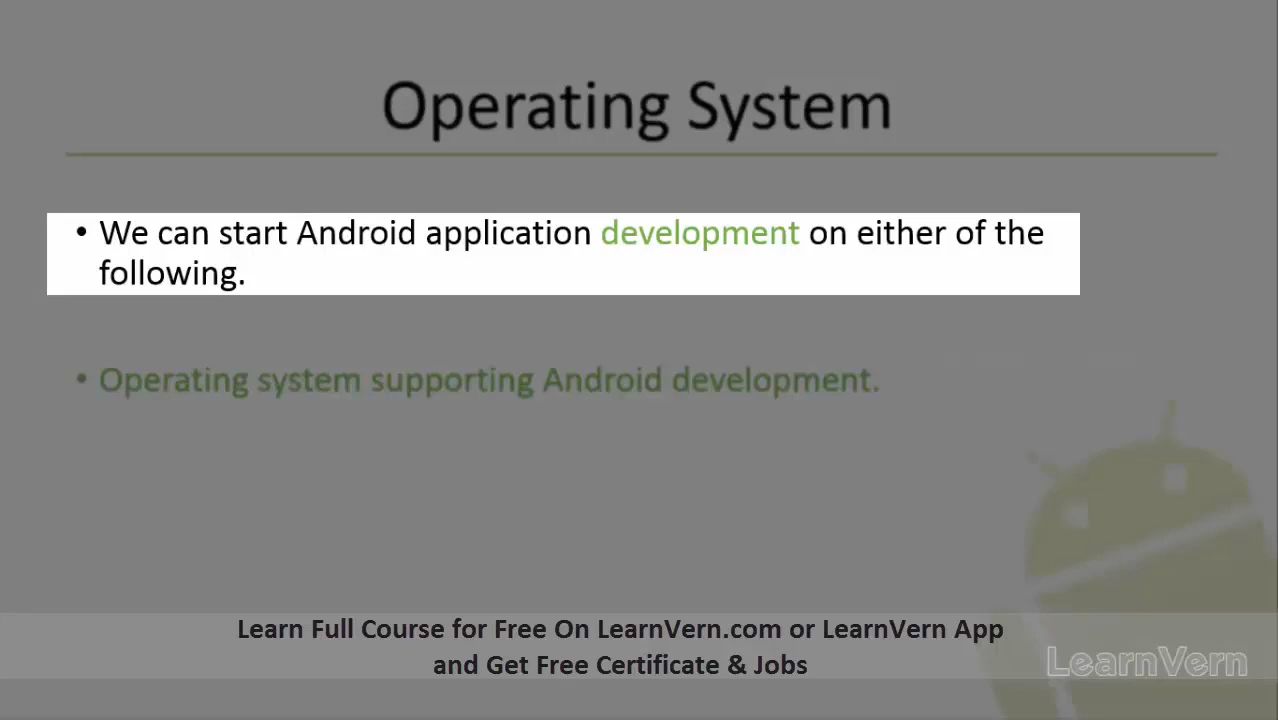 Operating System
• We can start Android application development on either of the
following.
• Operating system supporting Android development.
Learn Full Course for Free On LearnVern.com or LearnVern App
and Get Free Certificate & Jobs
LearnVern